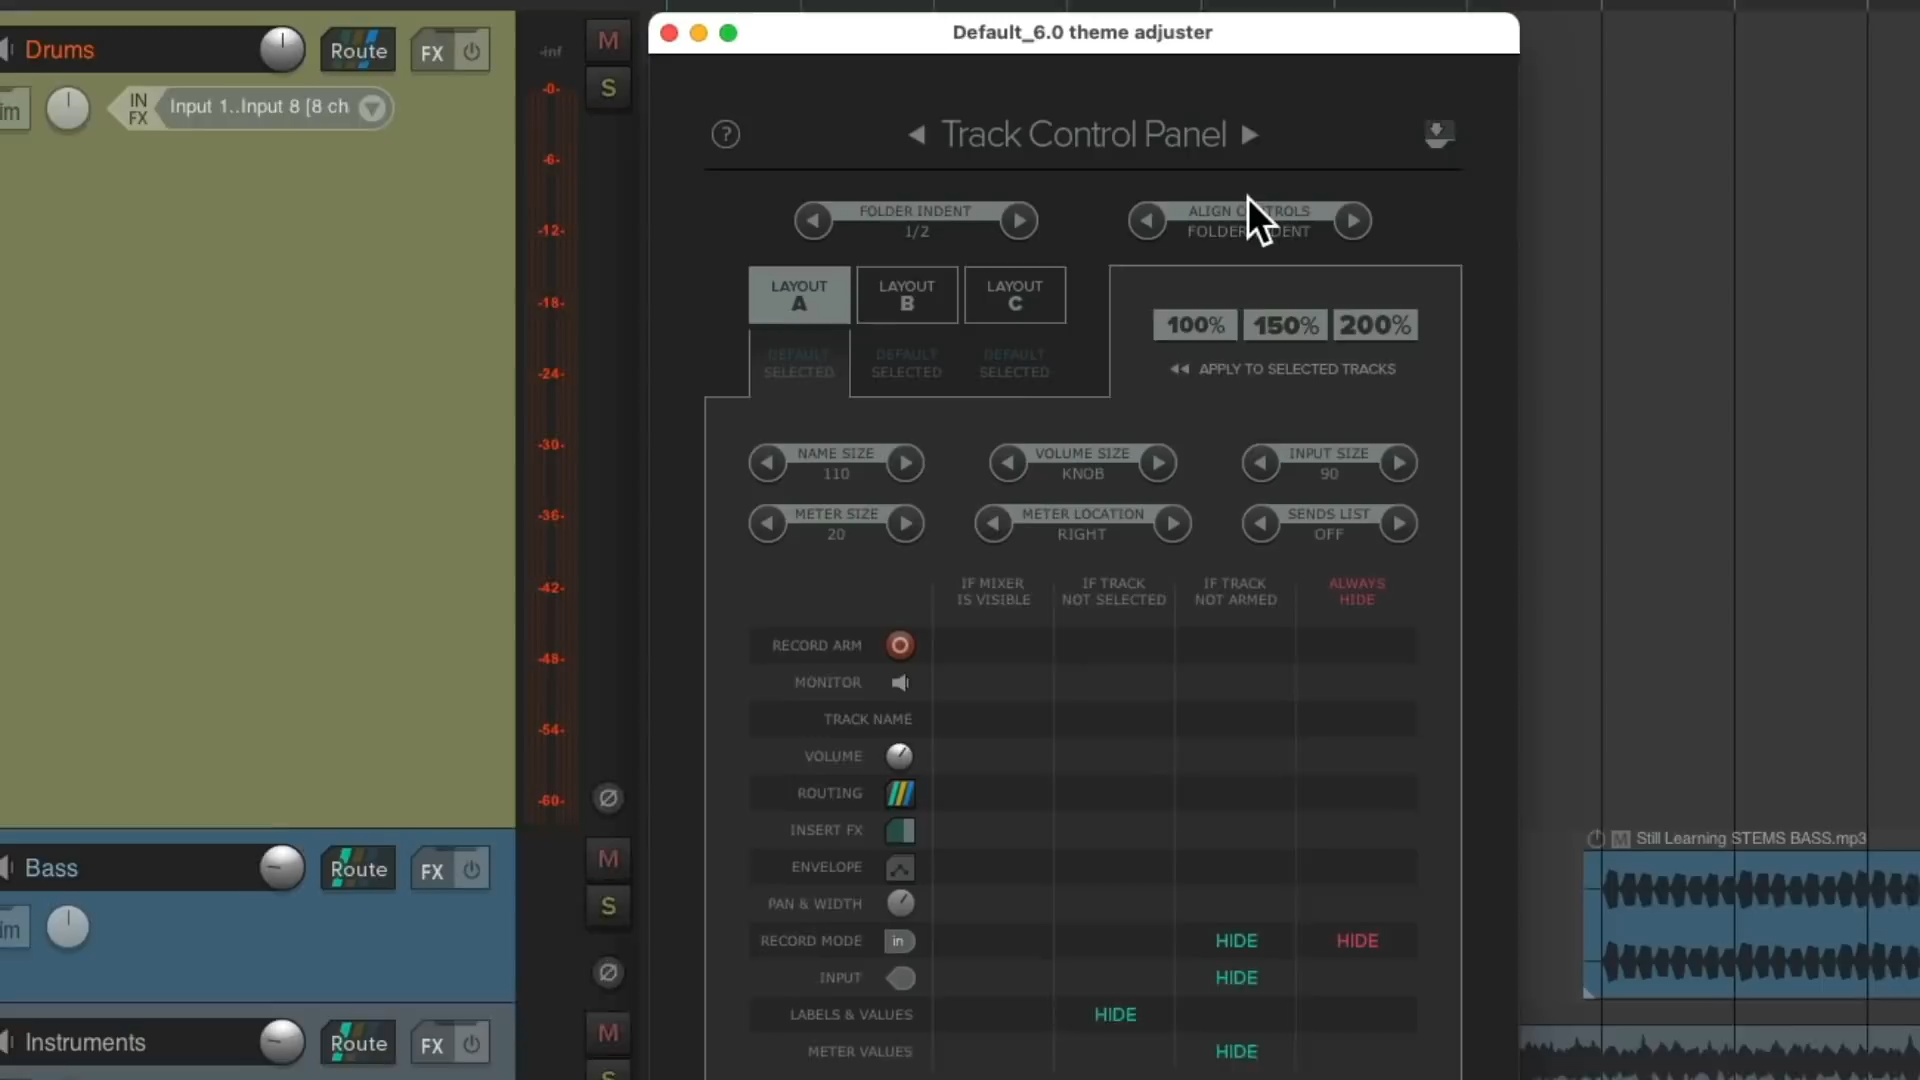 Default_6.0 theme adjuster
Drums
Route
FX
M
S
-inf
IN
FX
Input 1..Input 8 [8 ch
im
-0-
-6-
-12-
-18-
-24-
-30-
-36-
-42-
-48-
-54-
-60-
Ø
?
Track Control Panel
FOLDER INDENT
1/2
LAYOUT
A
LAYOUT
B
LAYOUT
C
DEFAULT
SELECTED
DEFAULT
SELECTED
DEFAULT
SELECTED
100%
150%
200%
APPLY TO SELECTED TRACKS
NAME SIZE
110
VOLUME SIZE
KNOB
INPUT SIZE
90
METER SIZE
20
METER LOCATION
RIGHT
SENDS LIST
OFF
IF MIXER
IS VISIBLE
IF TRACK
NOT SELECTED
IF TRACK
NOT ARMED
ALWAYS
HIDE
RECORD ARM
MONITOR
TRACK NAME
VOLUME
ROUTING
INSERT FX
ENVELOPE
PAN & WIDTH
RECORD MODE in HIDE HIDE
INPUT HIDE
LABELS & VALUES HIDE
METER VALUES HIDE
Bass
Route
FX
M
S
im
Ø
Instruments
Route
FX
M
S
M Still Learning STEMS BASS.mp3